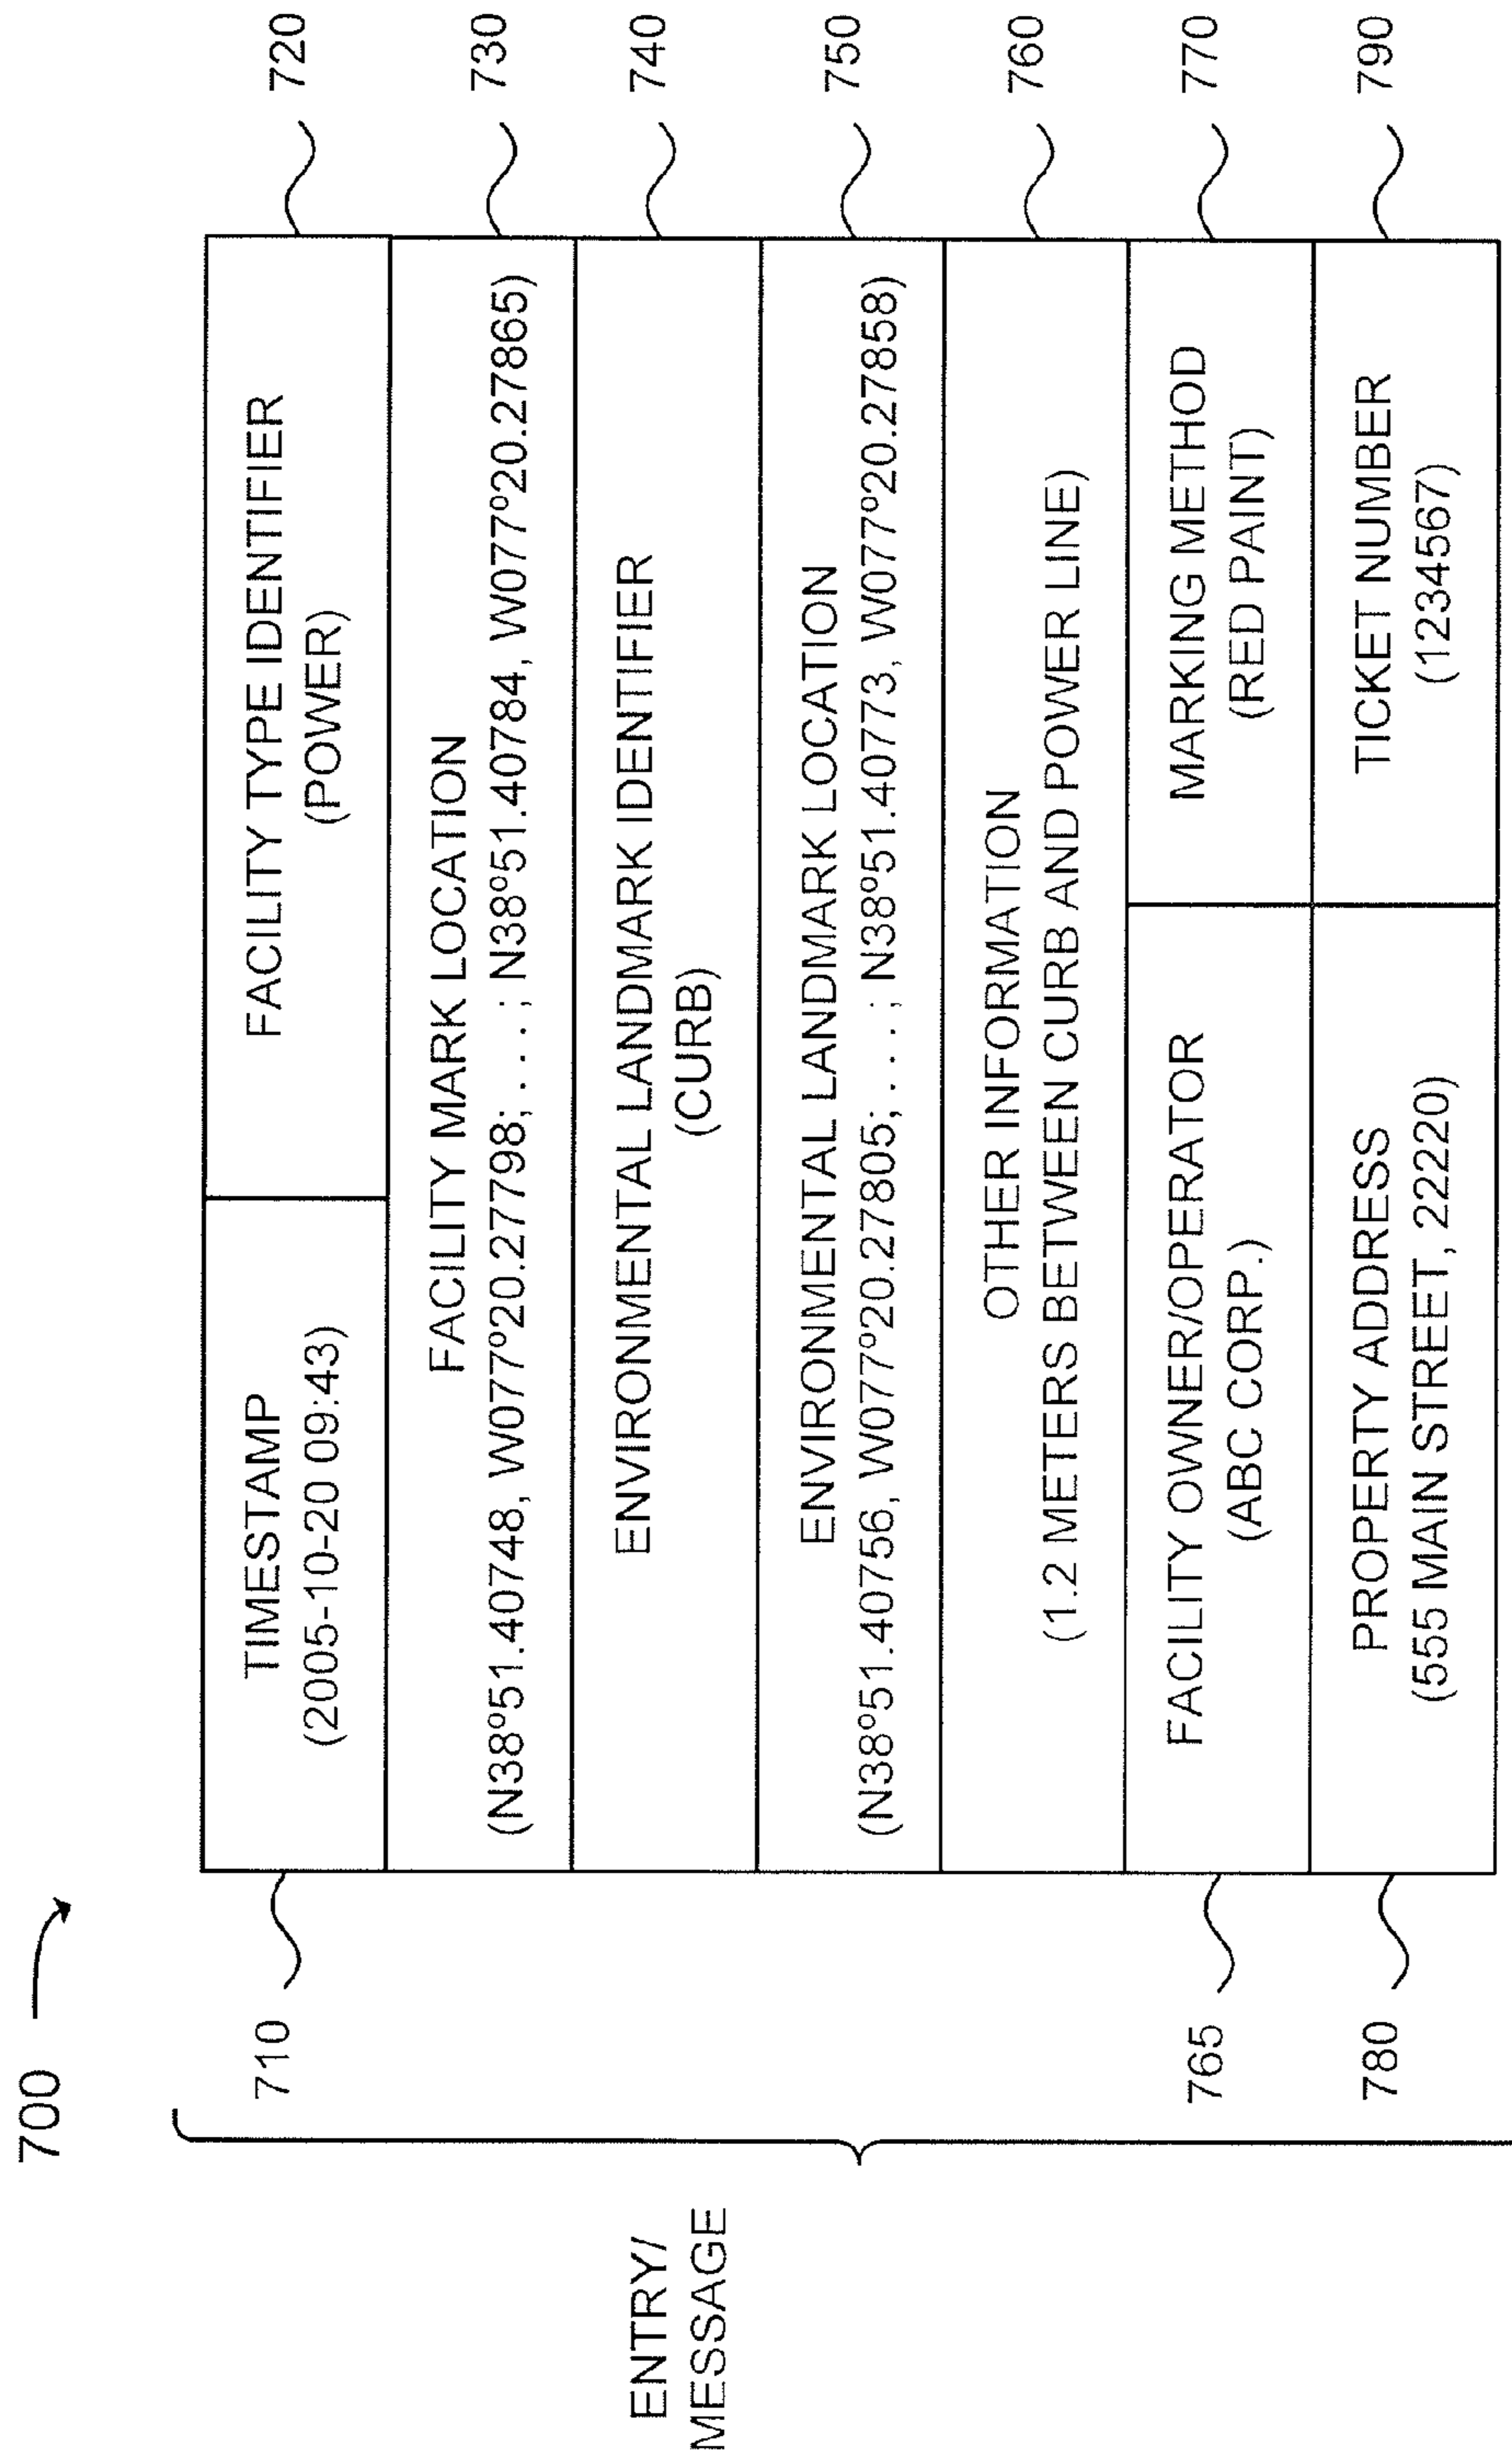 700
ENTRY/
MESSAGE
710
TIMESTAMP
(2005-10-20 09:43)
FACILITY TYPE IDENTIFIER
(POWER)
720
FACILITY MARK LOCATION
(N38°51.40748, W077°20.27798; . . . ; N38°51.40784, W077°20.27865)
730
ENVIRONMENTAL LANDMARK IDENTIFIER
(CURB)
740
ENVIRONMENTAL LANDMARK LOCATION
(N38°51.40756, W077°20.27805; . . . ; N38°51.40773, W077°20.27858)
750
OTHER INFORMATION
(1.2 METERS BETWEEN CURB AND POWER LINE)
760
765
FACILITY OWNER/OPERATOR
(ABC CORP.)
MARKING METHOD
(RED PAINT)
770
780
PROPERTY ADDRESS
(555 MAIN STREET, 22220)
TICKET NUMBER
(1234567)
790